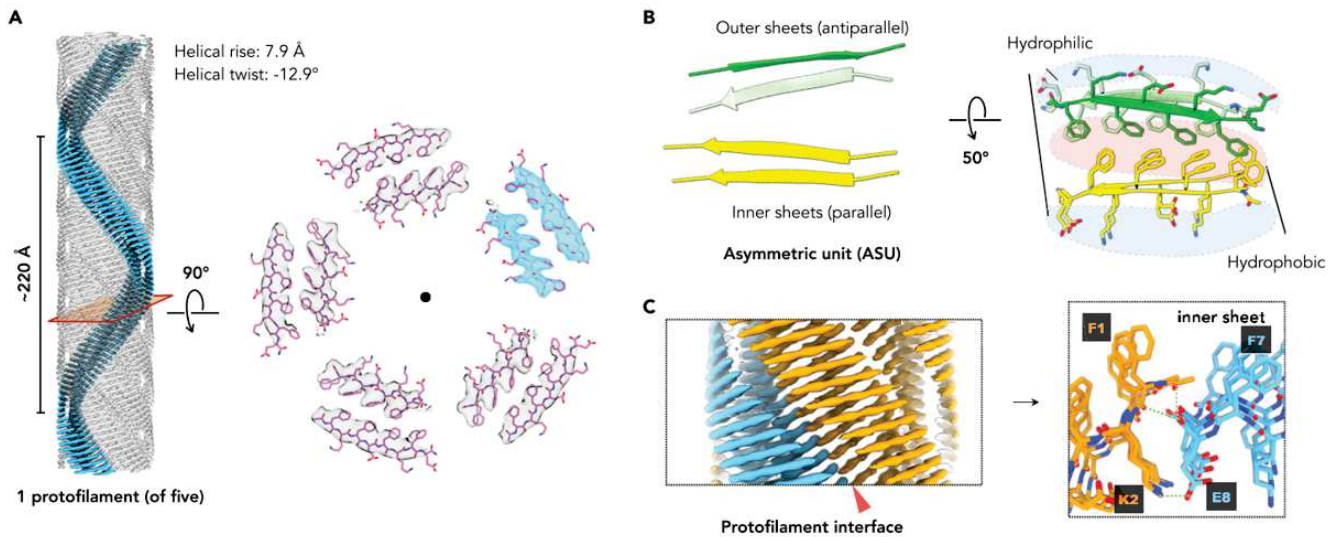 A
Helical rise: 7.9 Å
Helical twist: -12.9º
~220 Å
90°
1 protofilament (of five)
B
Outer sheets (antiparallel)
Inner sheets (parallel)
Asymmetric unit (ASU)
50°
Hydrophilic
Hydrophobic
C
Protofilament interface
inner sheet
F1
F7
K2
E8